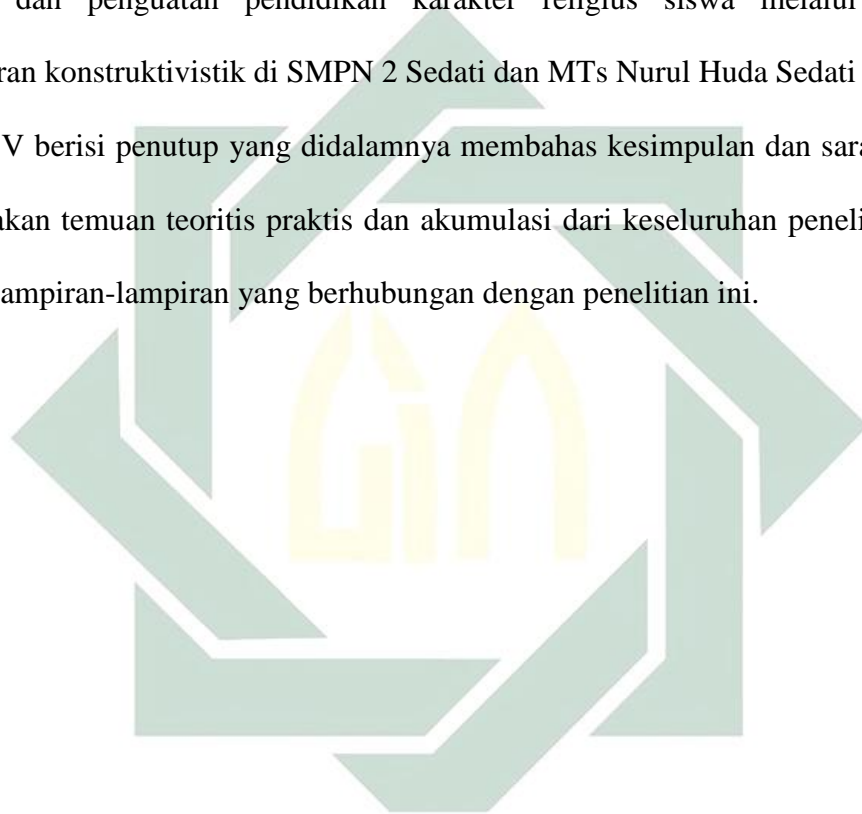 dan penguatan pendidikan karakter religius siswa melalui
ran konstruktivistik di SMPN 2 Sedati dan MTs Nurul Huda Sedati
V berisi penutup yang didalamnya membahas kesimpulan dan sara
akan temuan teoritis praktis dan akumulasi dari keseluruhan peneli
ampiran-lampiran yang berhubungan dengan penelitian ini.